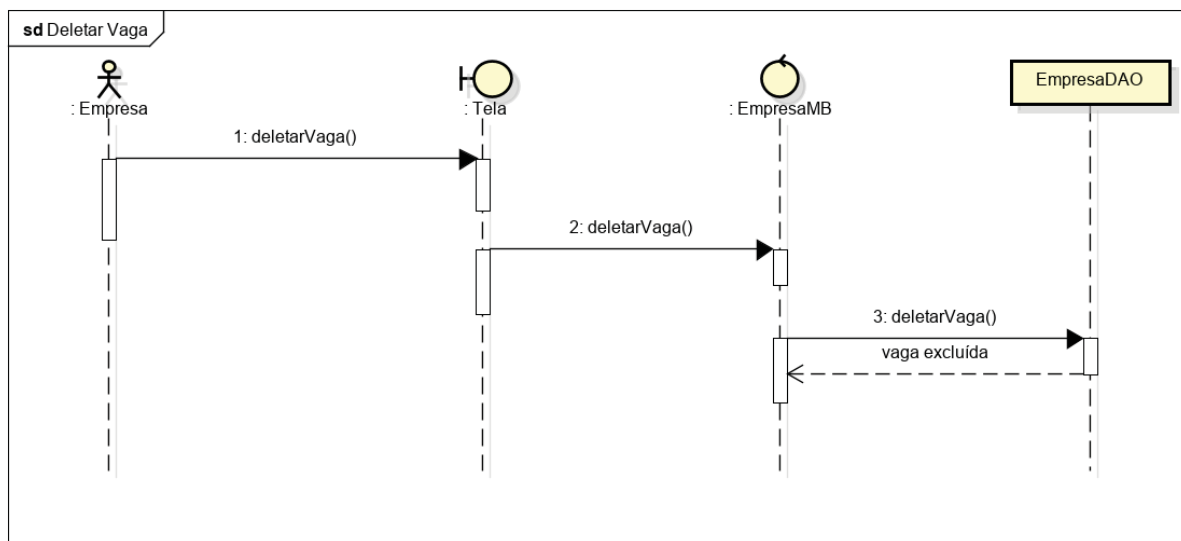 sd Deletar Vaga
: Empresa
: Tela
: EmpresaMB
EmpresaDAO
1: deletarVaga()
2: deletarVaga()
3: deletarVaga()
vaga excluída